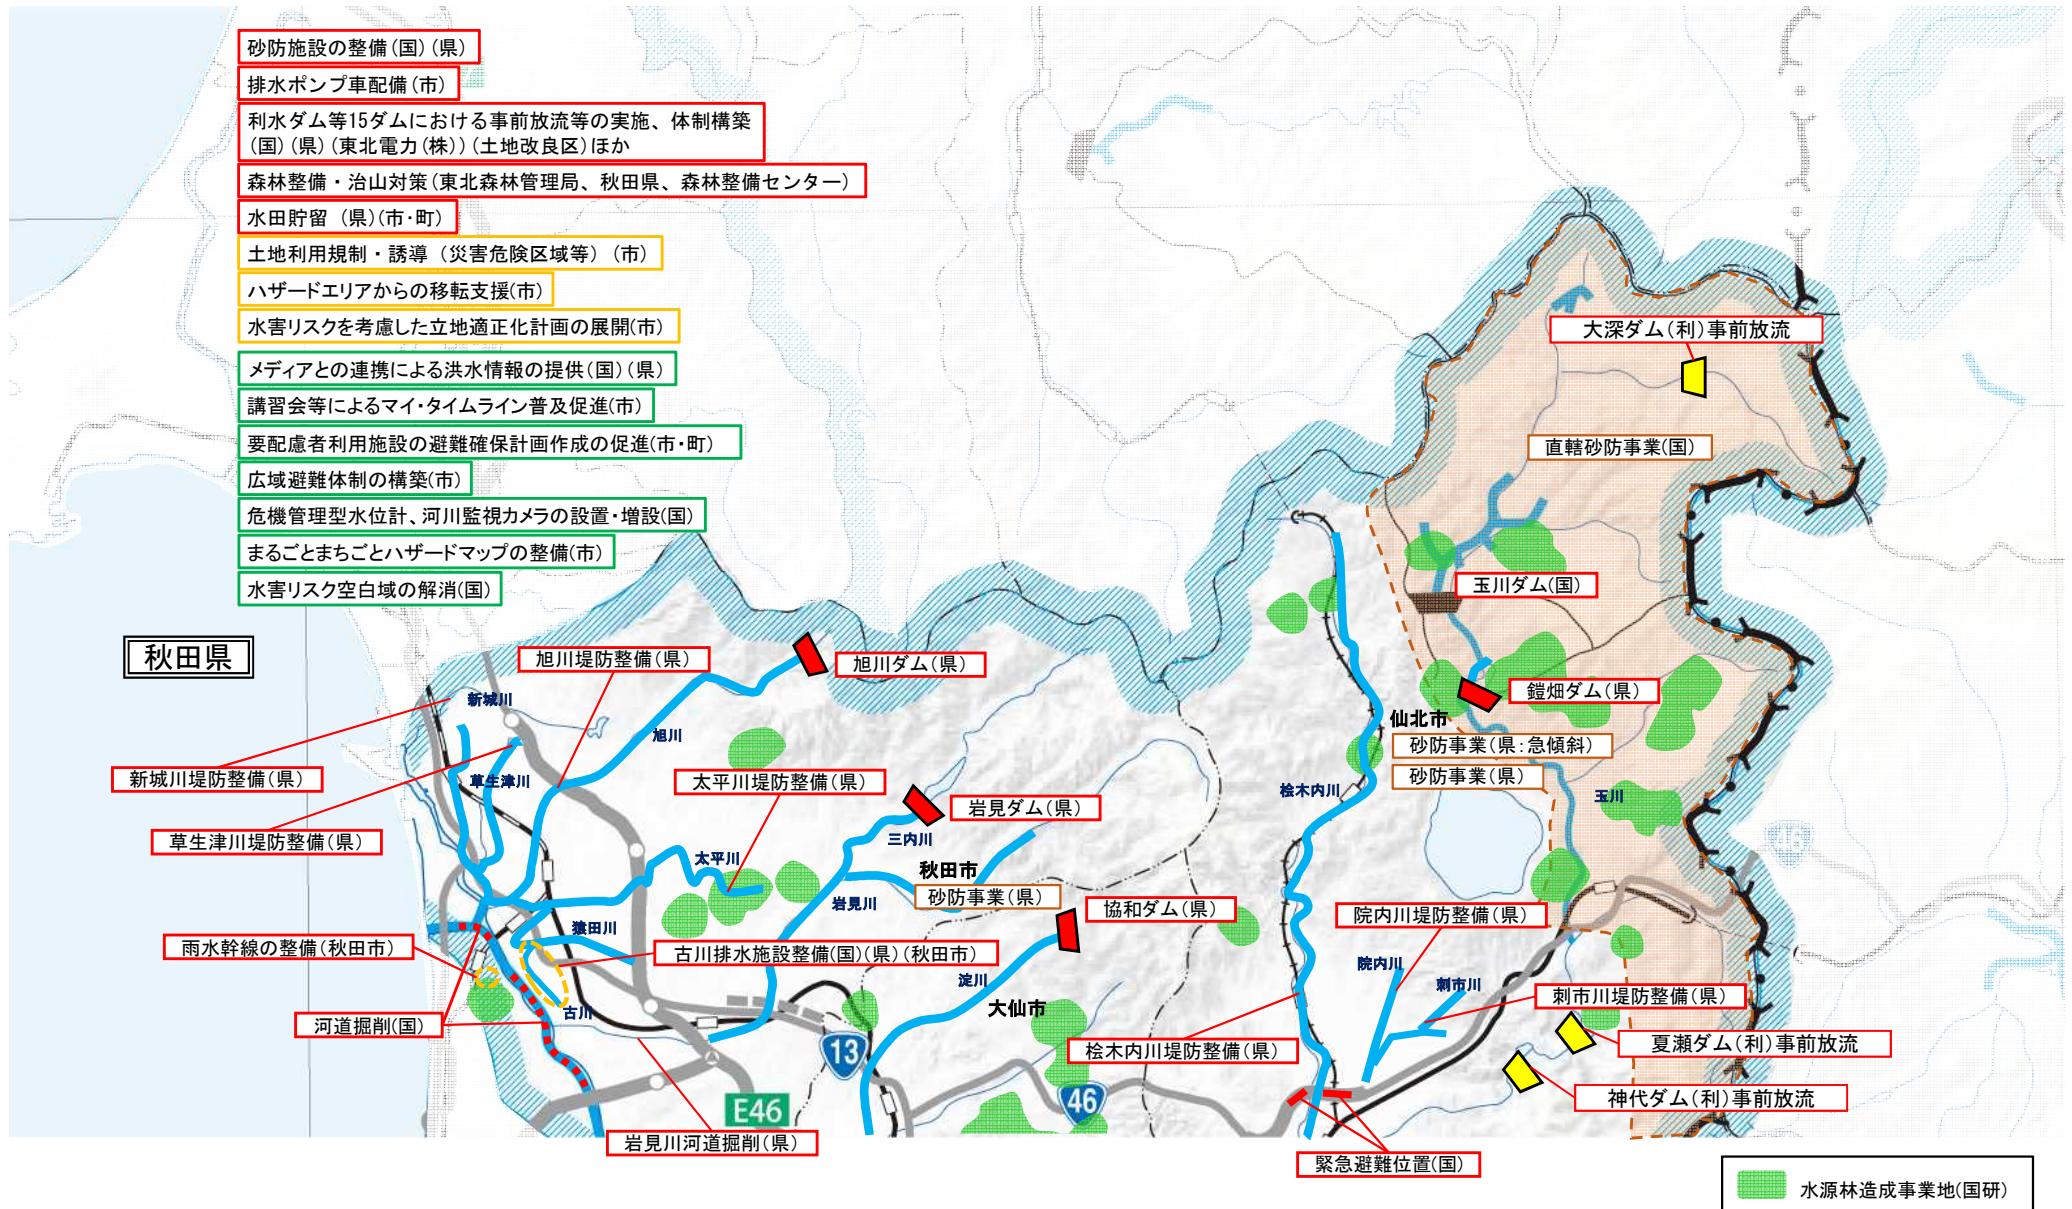 砂防施設の整備(国)(県)
排水ポンプ車配備(市)
利水ダム等15ダムにおける事前放流等の実施、体制構築
(国)(県)(東北電力(株))(土地改良区)ほか
森林整備・治山対策(東北森林管理局、秋田県、森林整備センター)
水田貯留 (県)(市・町)
土地利用規制・誘導 (災害危険区域等) (市)
ハザードエリアからの移転支援(市)
水害リスクを考慮した立地適正化計画の展開(市)
メディアとの連携による洪水情報の提供(国)(県)
講習会等によるマイ・タイムライン普及促進(市)
要配慮者利用施設の避難確保計画作成の促進(市・町)
広域避難体制の構築(市)
危機管理型水位計、河川監視カメラの設置・増設(国)
まるごとまちごとハザードマップの整備(市)
水害リスク空白域の解消(国)
秋田県
大深ダム(利)事前放流
直轄砂防事業(国)
玉川ダム(国)
旭川堤防整備(県)
旭川ダム(県)
鎧畑ダム(県)
新城川
旭川
仙北市
砂防事業(県:急傾斜)
砂防事業(県)
新城川堤防整備(県)
草生津川
太平川堤防整備(県)
桧木内川
玉川
岩見ダム(県)
草生津川堤防整備(県)
三内川
太平川
秋田市
砂防事業(県)
岩見川
協和ダム(県)
院内川堤防整備(県)
猿田川
雨水幹線の整備(秋田市)
古川排水施設整備(国)(県)(秋田市)
院内川
淀川
刺市川
刺市川堤防整備(県)
大仙市
古川
河道掘削(国)
桧木内川堤防整備(県)
夏瀬ダム(利)事前放流
13
46
神代ダム(利)事前放流
E46
岩見川河道掘削(県)
緊急避難位置(国)
水源林造成事業地(国研)